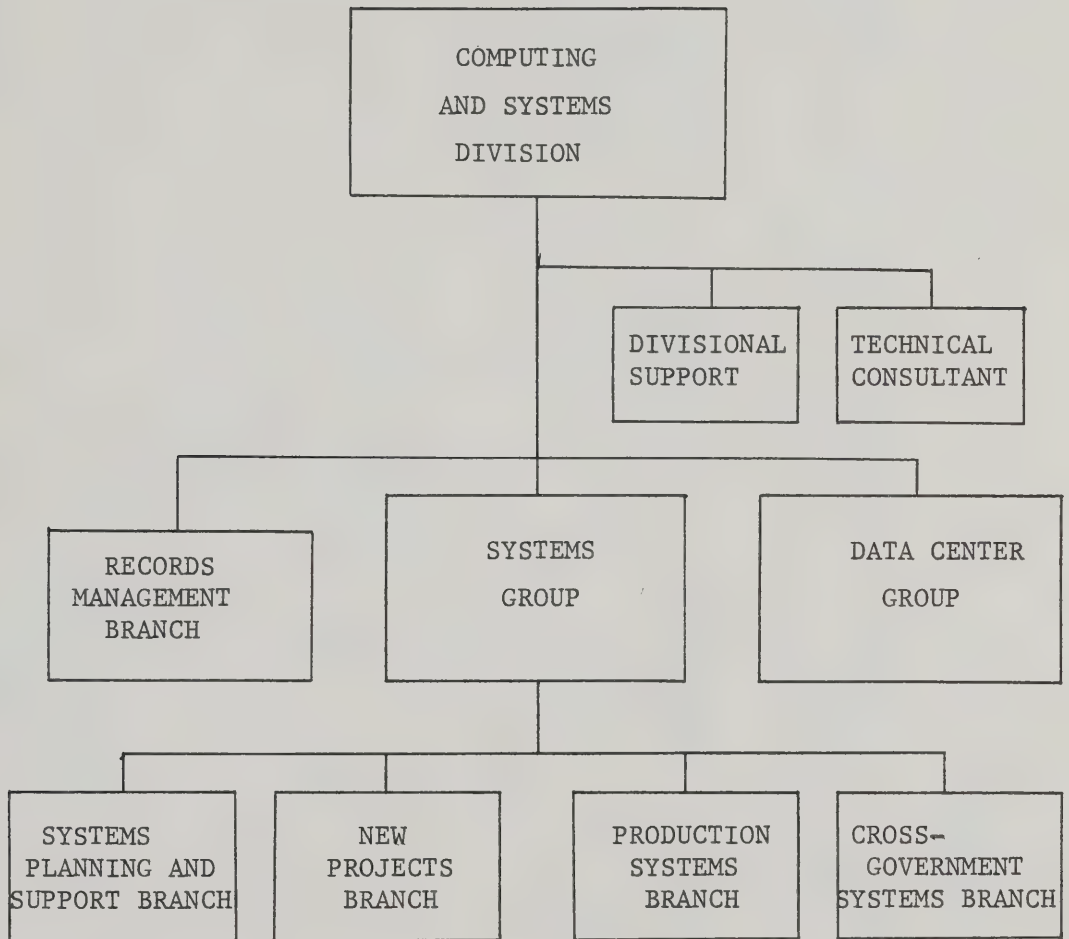 COMPUTING
AND SYSTEMS
DIVISION
DIVISIONAL
SUPPORT
TECHNICAL
CONSULTANT
RECORDS
MANAGEMENT
BRANCH
SYSTEMS
GROUP
DATA CENTER
GROUP
SYSTEMS
PLANNING AND
SUPPORT BRANCH
NEW
PROJECTS
BRANCH
PRODUCTION
SYSTEMS
BRANCH
CROSS-
GOVERNMENT
SYSTEMS BRANCH